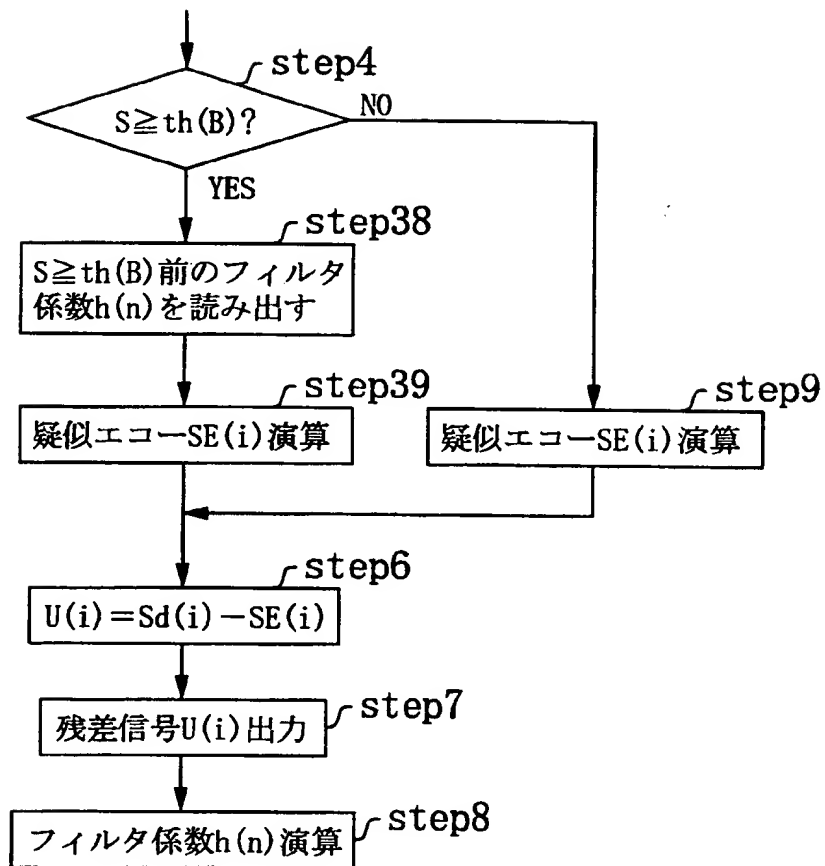 step4
S≧th(B)?
NO
YES
step38
S≧th(B)前のフィルタ
係数h(n)を読み出す
step39
疑似エコーSE(i)演算
step9
疑似エコーSE(i)演算
step6
U(i)=Sd(i)-SE(i)
step7
残差信号U(i)出力
step8
フィルタ係数h(n)演算